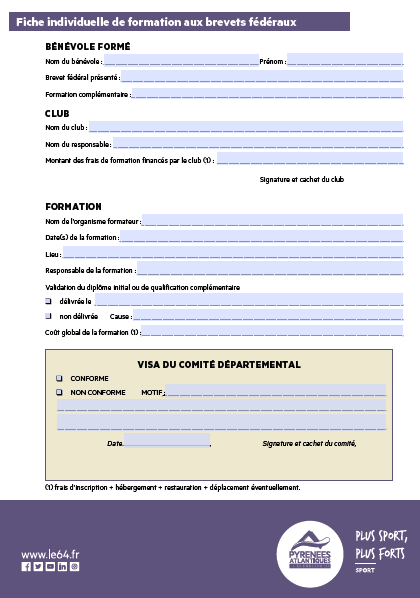 Fiche individuelle de formation aux brevets fédéraux
BÉNÉVOLE FORMÉ
Nom du bénévole : Prénom :
Brevet fédéral présenté :
Formation complémentaire :
CLUB
Nom du club :
Nom du responsable :
Montant des frais de formation financés par le club (1) :
Signature et cachet du club
FORMATION
Nom de l'organisme formateur :
Date(s) de la formation :
Lieu :
Responsable de la formation :
Validation du diplôme initial ou de qualification complémentaire
délivrée le
non délivrée Cause :
Coût global de la formation (1) :
VISA DU COMITÉ DÉPARTEMENTAL
CONFORME
NON CONFORME MOTIF :
Date, Signature et cachet du comité,
(1) frais d'inscription + hébergement + restauration + déplacement éventuellement.
www.le64.fr
PYRÉNÉES
ATLANTIQUES
PLUS SPORT,
PLUS FORTS
SPORT